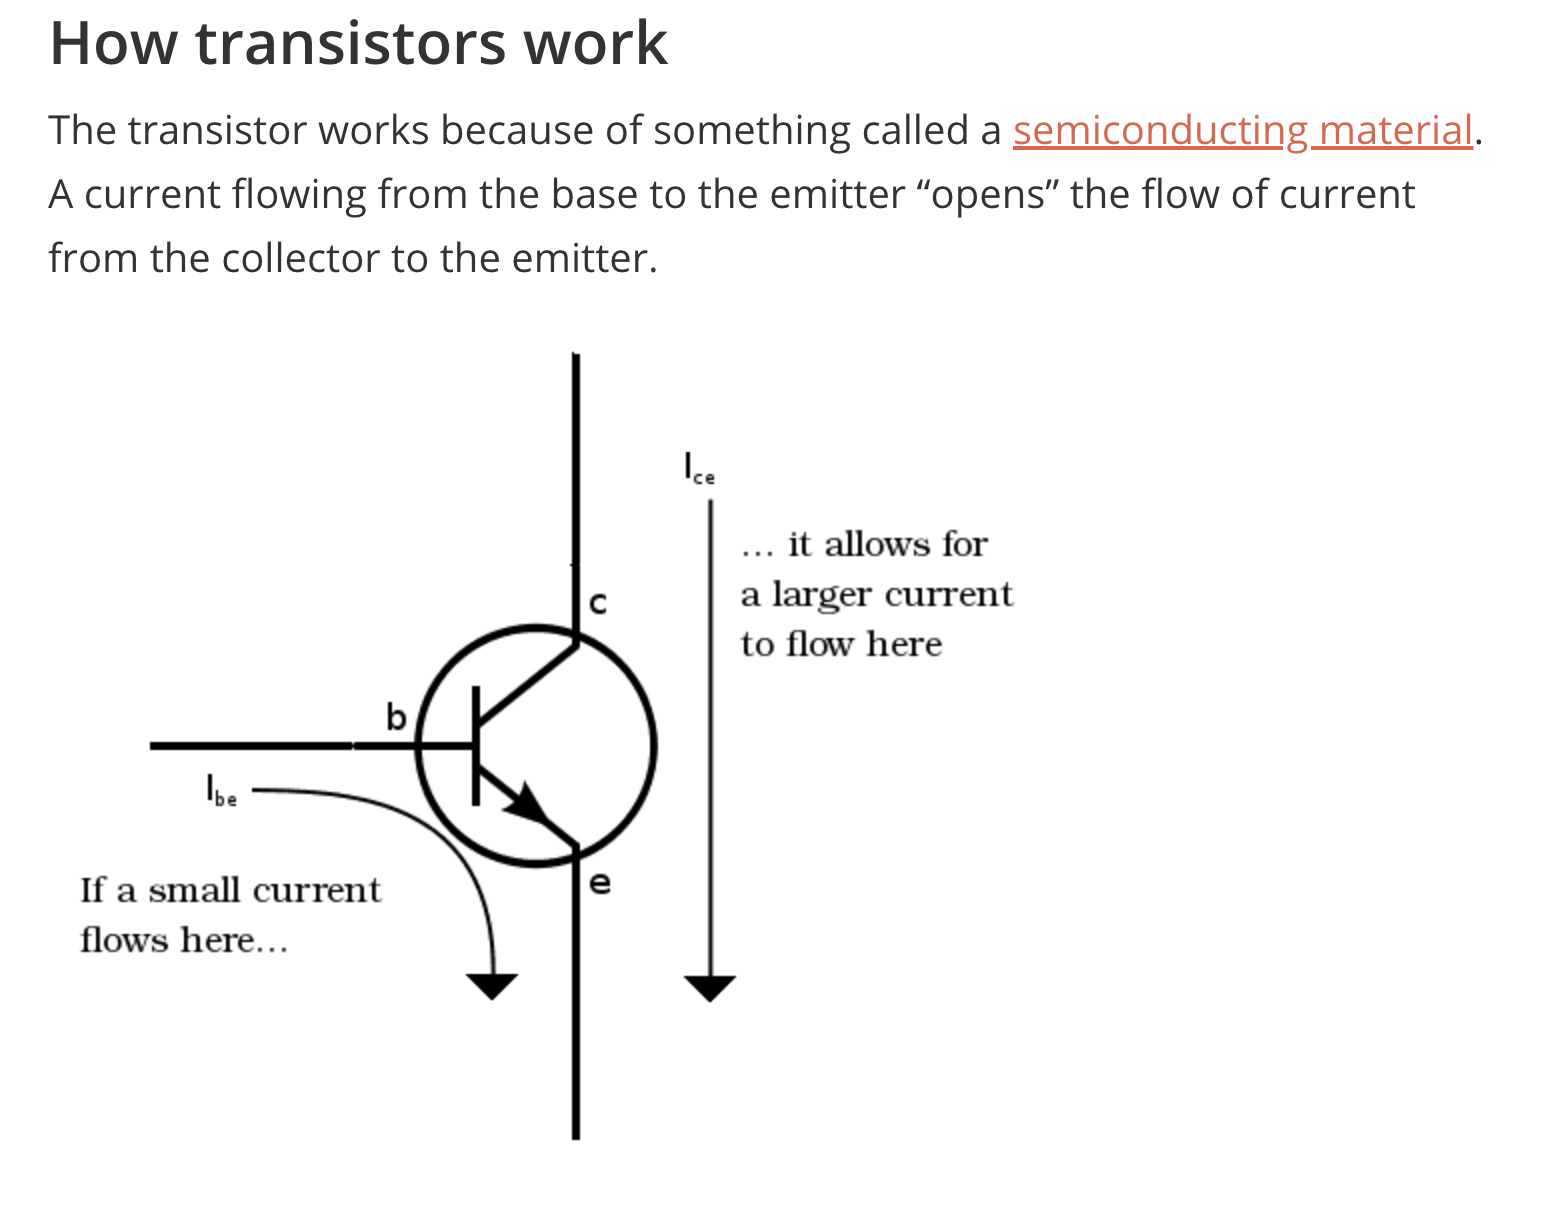 How transistors work
The transistor works because of something called a semiconducting material.
A current flowing from the base to the emitter “opens” the flow of current
from the collector to the emitter.
Ice
… it allows for
a larger current
to flow here
c
b
Ibe
If a small current
flows here…
e